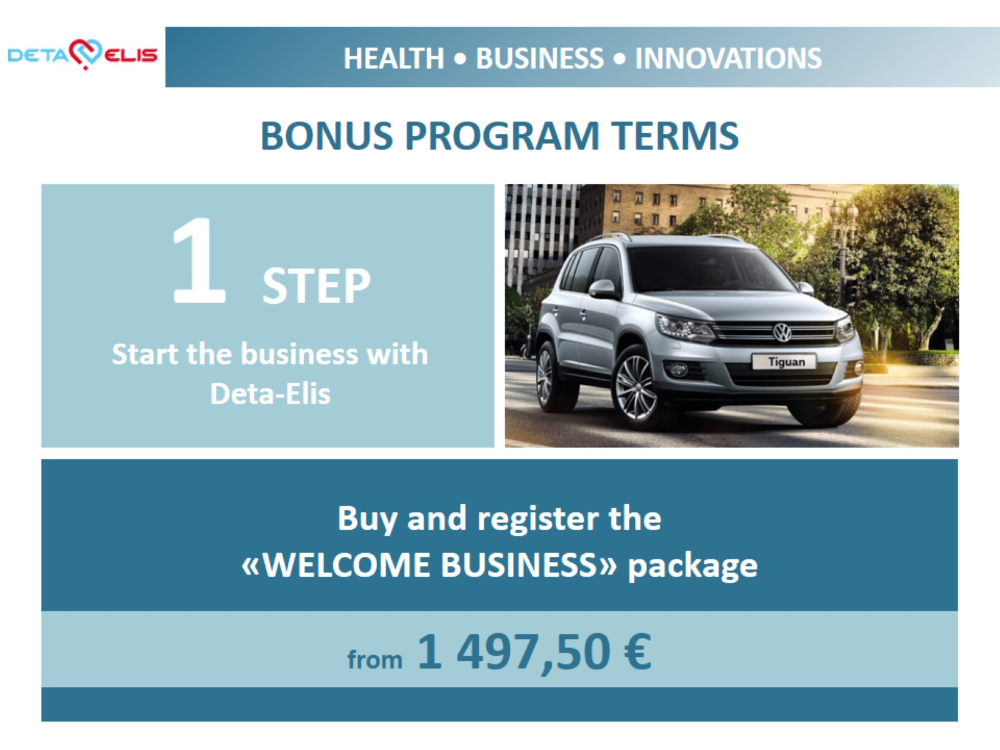 DETA ELIS
HEALTH • BUSINESS • INNOVATIONS
BONUS PROGRAM TERMS
1 STEP
Start the business with
Deta-Elis
Tiguan
Buy and register the
«WELCOME BUSINESS» package
from 1 497,50 €